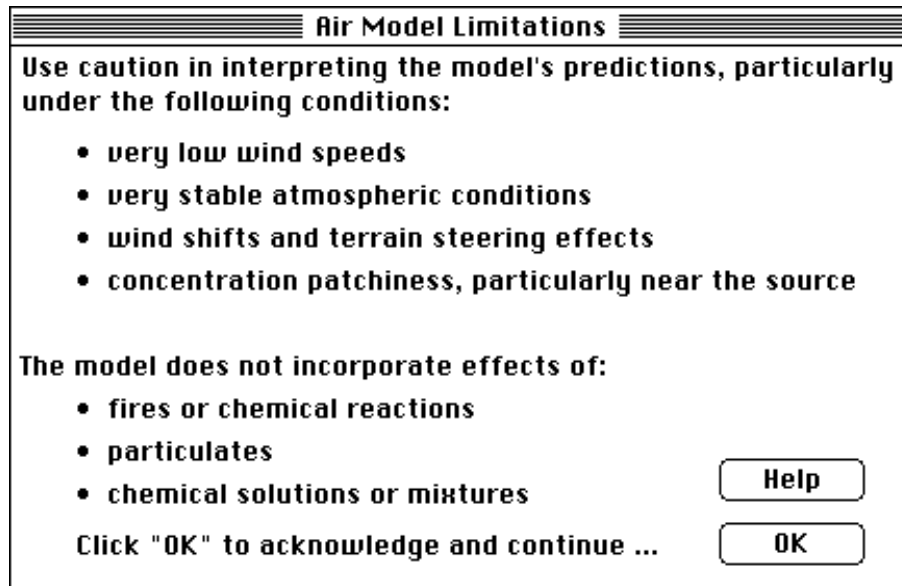 Air Model Limitations
Use caution in interpreting the model's predictions, particularly
under the following conditions:
• very low wind speeds
• very stable atmospheric conditions
• wind shifts and terrain steering effects
• concentration patchiness, particularly near the source
The model does not incorporate effects of:
• fires or chemical reactions
• particulates
• chemical solutions or mixtures
Help
Click "OK" to acknowledge and continue ...
OK